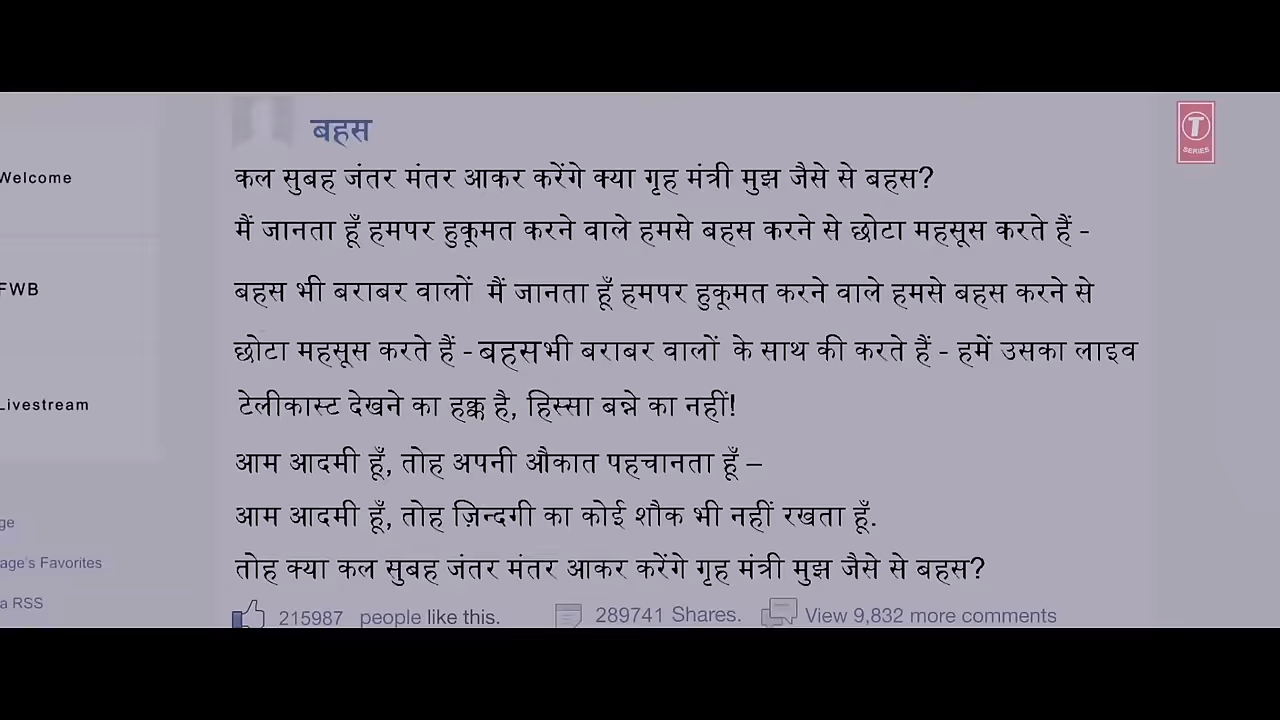 बहस
T
SERIES
कल सुबह जंतर मंतर आकर करेंगे क्या गृह मंत्री मुझ जैसे से बहस?
Welcome
मैं जानता हूँ हमपर हुकूमत करने वाले हमसे बहस करने से छोटा महसूस करते हैं -
FWB
बहस भी बराबर वालों मैं जानता हूँ हमपर हुकूमत करने वाले हमसे बहस करने से
छोटा महसूस करते हैं - बहसभी बराबर वालों के साथ की करते हैं - हमें उसका लाइव
Livestream
टेलीकास्ट देखने का हक्क है, हिस्सा बन्ने का नहीं!
आम आदमी हूँ, तोह अपनी औकात पहचानता हूँ –
आम आदमी हूँ, तोह ज़िन्दगी का कोई शौक भी नहीं रखता हूँ.
ge
age's Favorites
तोह क्या कल सुबह जंतर मंतर आकर करेंगे गृह मंत्री मुझ जैसे से बहस?
a RSS
215987 people like this. 289741 Shares. View 9,832 more comments